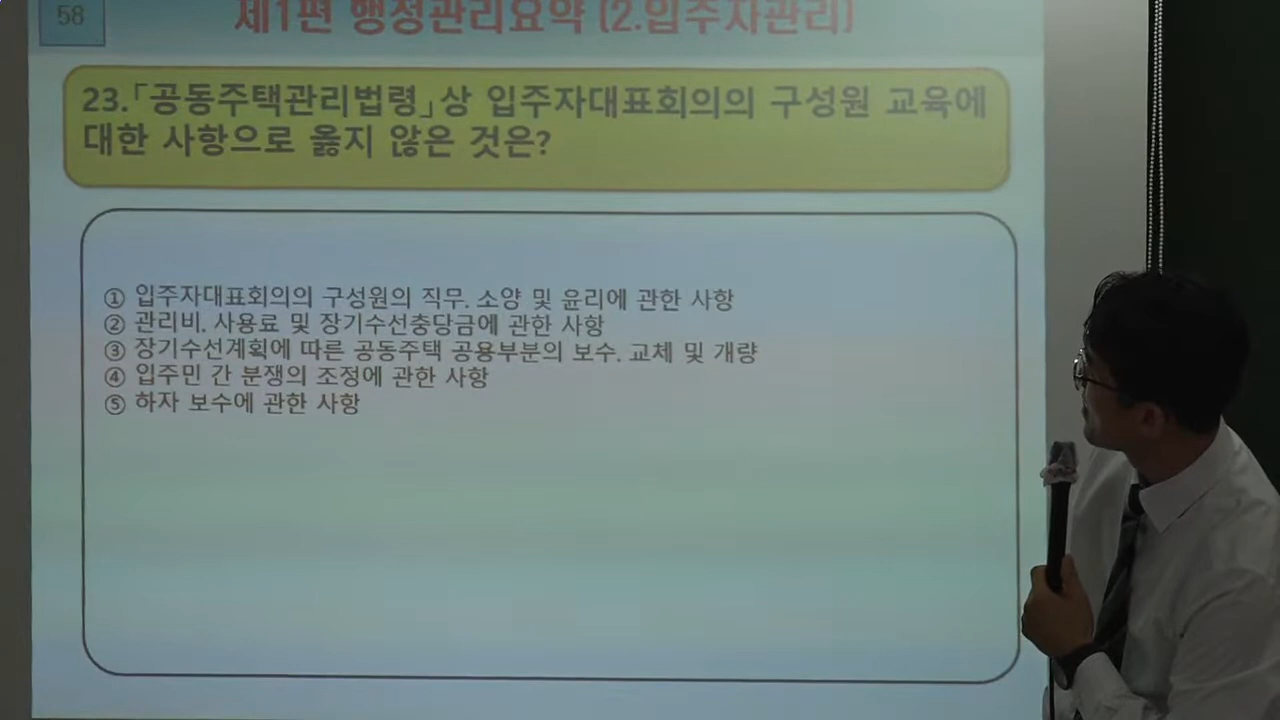 58
제1편 행정관리요약 (2.입주자관리)
23.「공동주택관리법령」상 입주자대표회의의 구성원 교육에
대한 사항으로 옳지 않은 것은?
① 입주자대표회의의 구성원의 직무, 소양 및 윤리에 관한 사항
② 관리비, 사용료 및 장기수선충당금에 관한 사항
③ 장기수선계획에 따른 공동주택 공용부분의 보수, 교체 및 개량
④ 입주민 간 분쟁의 조정에 관한 사항
⑤ 하자 보수에 관한 사항